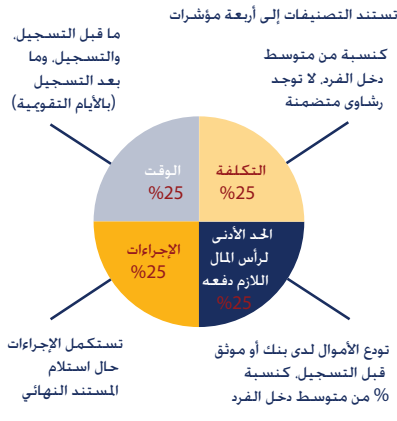 تستند التصنيفات إلى أربعة مؤشرات
كنسبة من متوسط
دخل الفرد، لا توجد
رشاوى متضمنة
ما قبل التسجيل،
والتسجيل، وما
بعد التسجيل
(بالأيام التقويمية)
التكلفة
%25
الوقت
%25
الحد الأدنى
لرأس المال
اللازم دفعه
%25
الإجراءات
%25
تودع الأموال لدى بنك أو موثق
قبل التسجيل، كنسبة
% من متوسط دخل الفرد
تستكمل الإجراءات
حال استلام
المستند النهائي